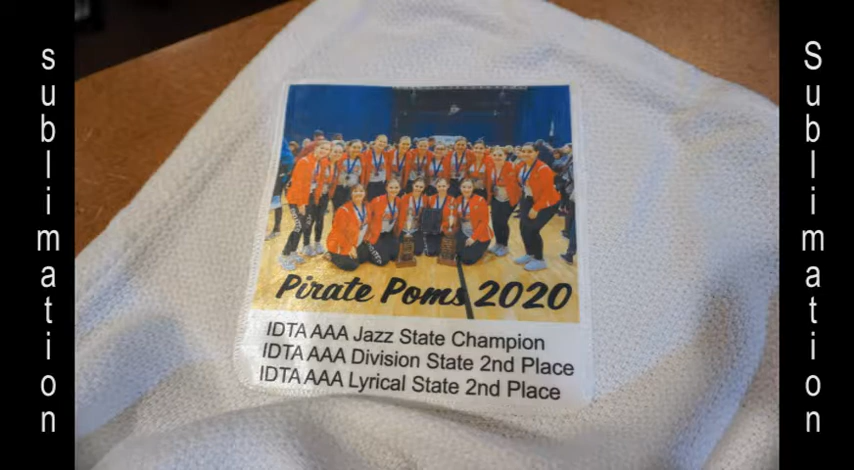 sublimation
Pirate Poms 2020
IDTA AAA Jazz State Champion
IDTA AAA Division State 2nd Place
IDTA AAA Lyrical State 2nd Place
Sublimation